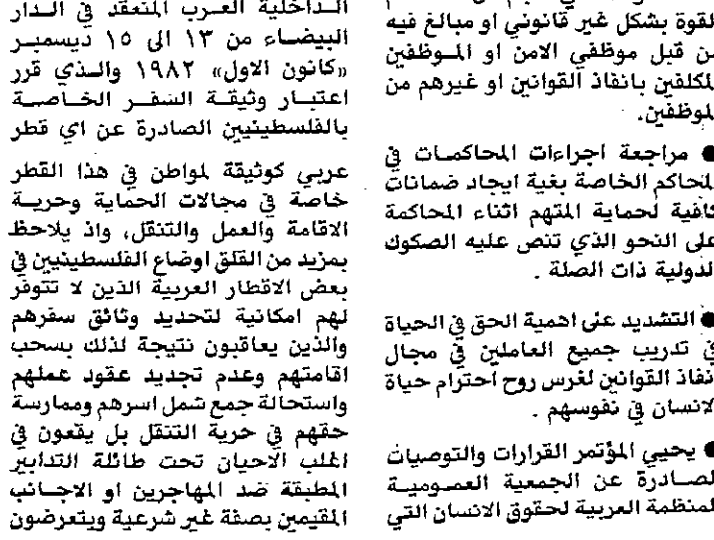 القوة بشكل غير قانوني او مبالغ فيه
من قبل موظفي الامن او الموظفين
المكلفين بانفاذ القوانين او غيرهم من
الموظفين.
● مراجعة اجراءات المحاكمات في
المحاكم الخاصة بغية ايجاد ضمانات
كافية لحماية المتهم اثناء المحاكمة
على النحو الذي تنص عليه الصكوك
الدولية ذات الصلة .
● التشديد على اهمية الحق في الحياة
في تدريب جميع العاملين في مجال
انفاذ القوانين لغرس روح احترام حياة
الانسان في نفوسهم .
● يحيي المؤتمر القرارات والتوصيات
الصادرة عن الجمعية العمومية
لمنظمة العربية لحقوق الانسان التي
الداخلية العرب المنعقد في الدار
البيضاء من ١٣ الى ١٥ ديسمبر
«كانون الاول» ١٩٨٢ والذي قرر
اعتبار وثيقة السفر الخاصة
بالفلسطينيين الصادرة عن اي قطر
عربي كوثيقة لمواطن في هذا القطر
خاصة في مجالات الحماية وحرية
الاقامة والعمل والتنقل، واذ يلاحظ
بمزيد من القلق اوضاع الفلسطينيين في
بعض الاقطار العربية الذين لا تتوفر
لهم امكانية لتحديد وثائق سفرهم
والذين يعاقبون نتيجة لذلك بسحب
اقامتهم وعدم تجديد عقود عملهم
واستحالة جمع شمل اسرهم وممارسة
حقهم في حرية التنقل بل يقعون في
اغلب الاحيان تحت طائلة التدابير
المطبقة ضد المهاجرين او الاجانب
المقيمين بصفة غير شرعية ويتعرضون